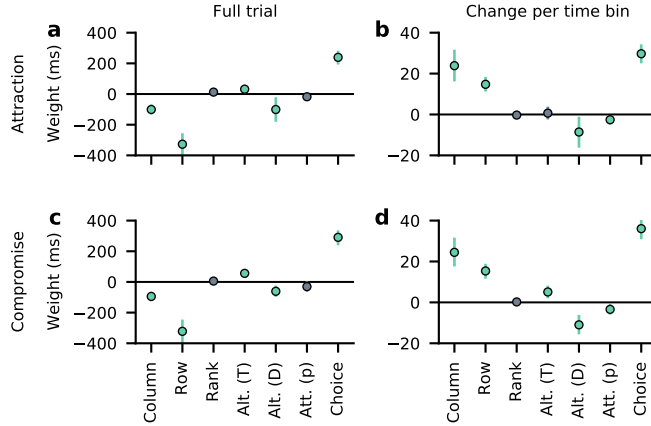 Full trial
Change per time bin
a
b
Attraction
Weight (ms)
400
200
0
−200
−400
40
20
0
−20
c
d
Compromise
Weight (ms)
400
200
0
−200
−400
40
20
0
−20
Column
Row
Rank
Alt. (T)
Alt. (D)
Att. (p)
Choice
Column
Row
Rank
Alt. (T)
Alt. (D)
Att. (p)
Choice